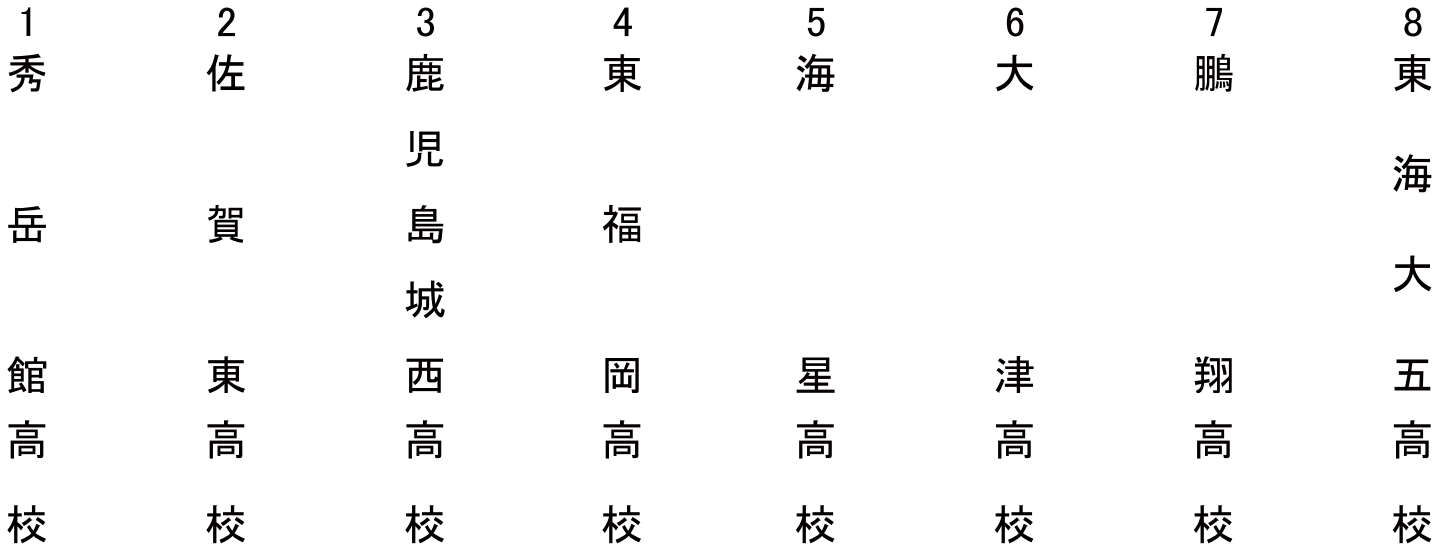 1
秀岳館高校
2
佐賀東高校
3
鹿児島城西高校
4
東福岡高校
5
海星高校
6
大津高校
7
鵬翔高校
8
東海大五高校